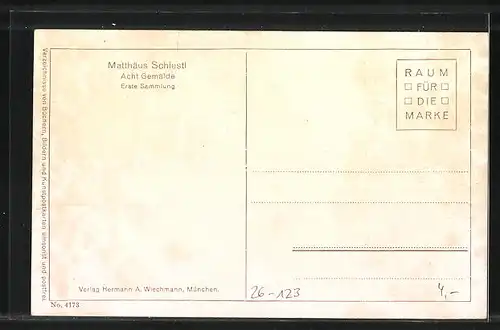 Matthäus Schiestl
Acht Gemälde
Erste Sammlung
RAUM
FÜR
DIE
MARKE
Verzeichnisse von Büchern, Bildern und Kunstpostkarten umsonst und postfrei.
Verlag Hermann A. Wiechmann, München.
26-123
4,-
No. 4173